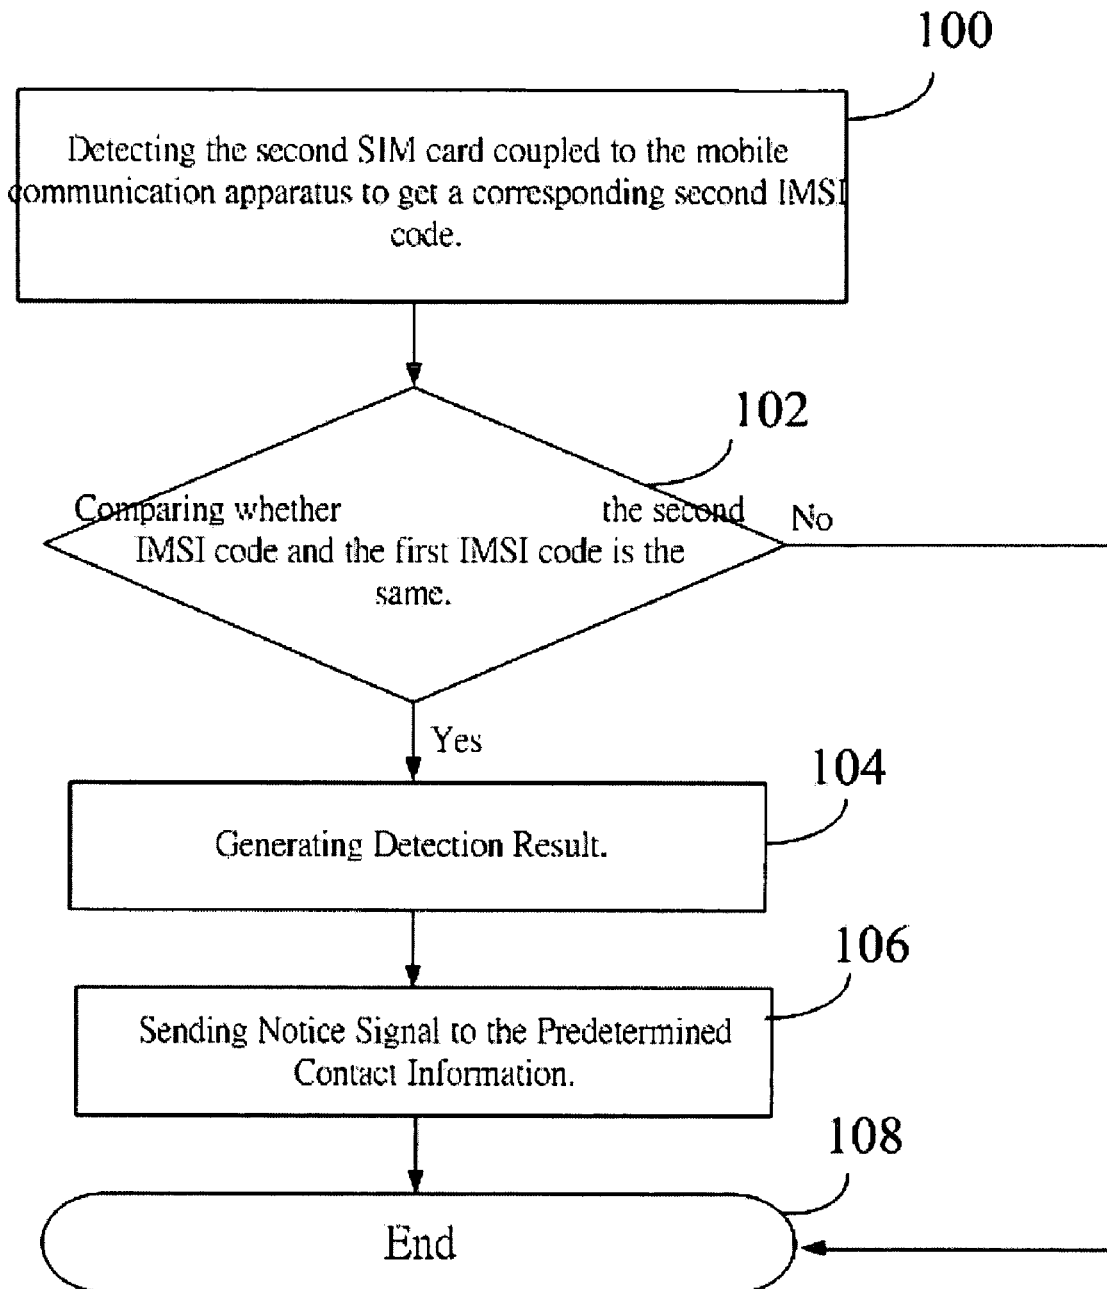 100
Detecting the second SIM card coupled to the mobile
communication apparatus to get a corresponding second IMSI
code.
102
Comparing whether the second
IMSI code and the first IMSI code is the
same.
No
Yes
104
Generating Detection Result.
106
Sending Notice Signal to the Predetermined
Contact Information.
108
End